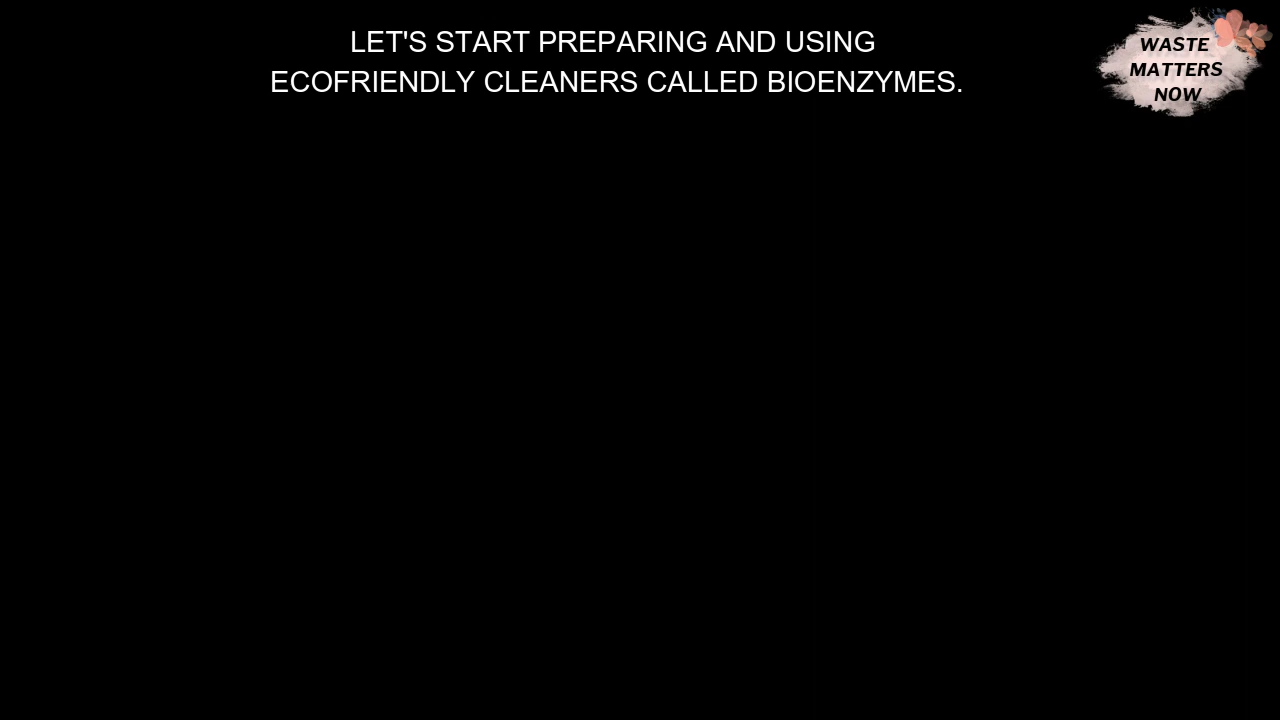 LET'S START PREPARING AND USING
ECOFRIENDLY CLEANERS CALLED BIOENZYMES.
WASTE
MATTERS
NOW